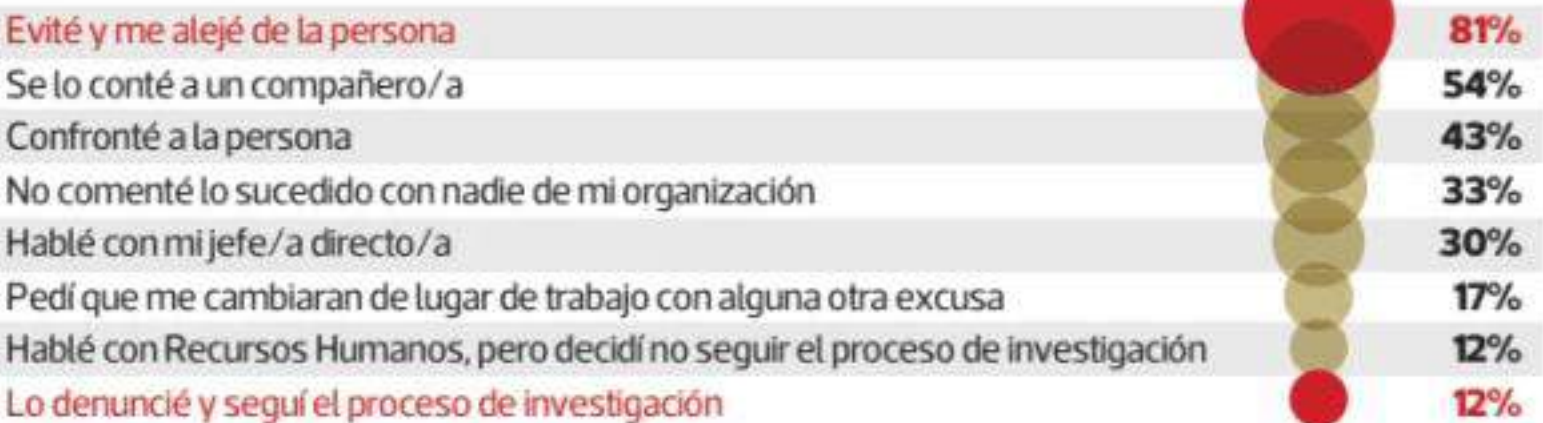 Evité y me alejé de la persona 81%
Se lo conté a un compañero/a 54%
Confronté a la persona 43%
No comenté lo sucedido con nadie de mi organización 33%
Hablé con mi jefe/a directo/a 30%
Pedí que me cambiaran de lugar de trabajo con alguna otra excusa 17%
Hablé con Recursos Humanos, pero decidí no seguir el proceso de investigación 12%
Lo denuncié y seguí el proceso de investigación 12%